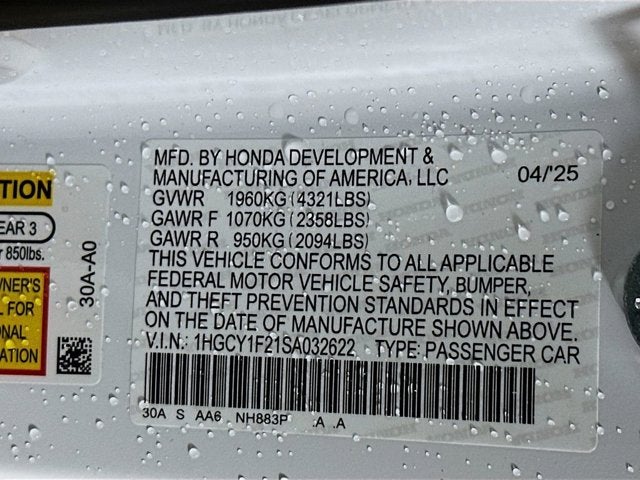 MFD. BY HONDA DEVELOPMENT &
MANUFACTURING OF AMERICA, LLC 04/'25
GVWR 1960KG (4321LBS)
GAWR F 1070KG (2358LBS)
GAWR R 950KG (2094LBS)
THIS VEHICLE CONFORMS TO ALL APPLICABLE
FEDERAL MOTOR VEHICLE SAFETY, BUMPER,
AND THEFT PREVENTION STANDARDS IN EFFECT
ON THE DATE OF MANUFACTURE SHOWN ABOVE.
V.I.N.: 1HGCY1F21SA032622 TYPE: PASSENGER CAR
30A S AA6 NH883P .A .A
TION
EAR 3
r 850lbs.
WNER'S
L FOR
ONAL
ATION
30A-A0